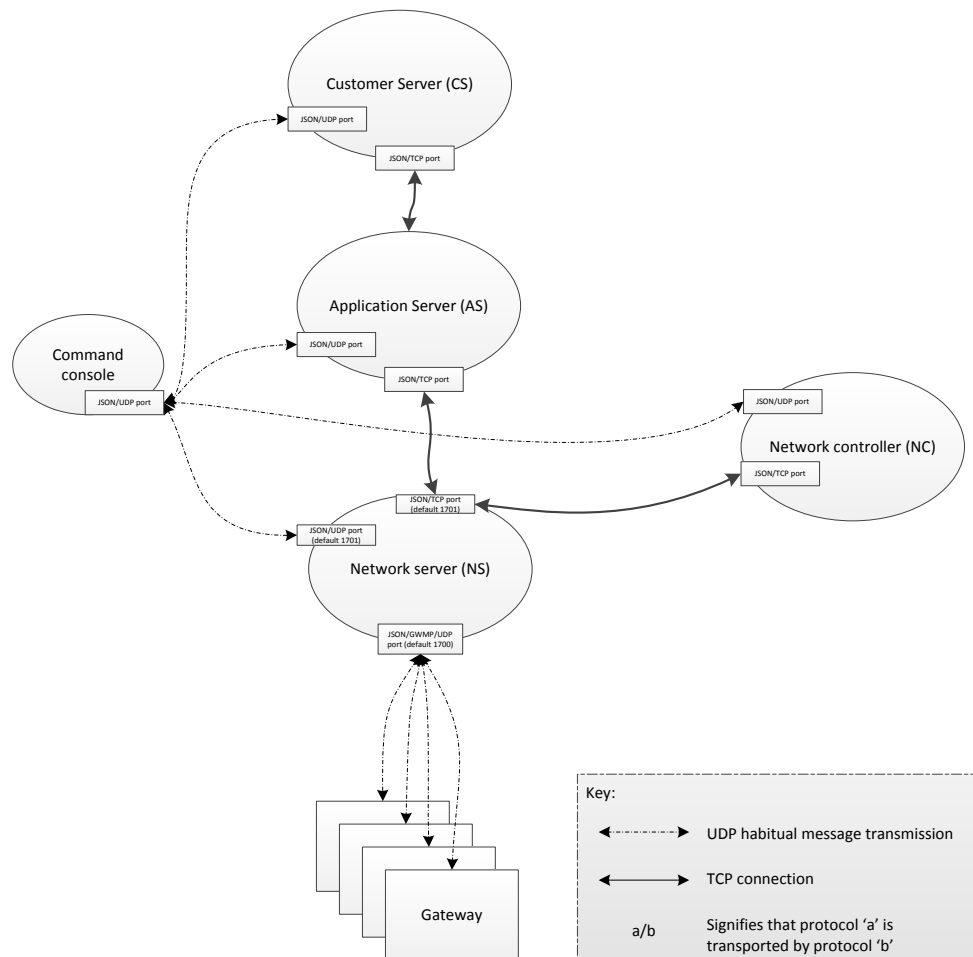 Customer Server (CS)
JSON/UDP port
JSON/TCP port
Application Server (AS)
JSON/UDP port
JSON/TCP port
Command
console
JSON/UDP port
JSON/UDP port
Network controller (NC)
JSON/TCP port
JSON/TCP port
(default 1701)
JSON/UDP port
(default 1701)
Network server (NS)
JSON/GWMP/UDP
port (default 1700)
Gateway
Key:
UDP habitual message transmission
TCP connection
a/b
Signifies that protocol ‘a’ is
transported by protocol ‘b’